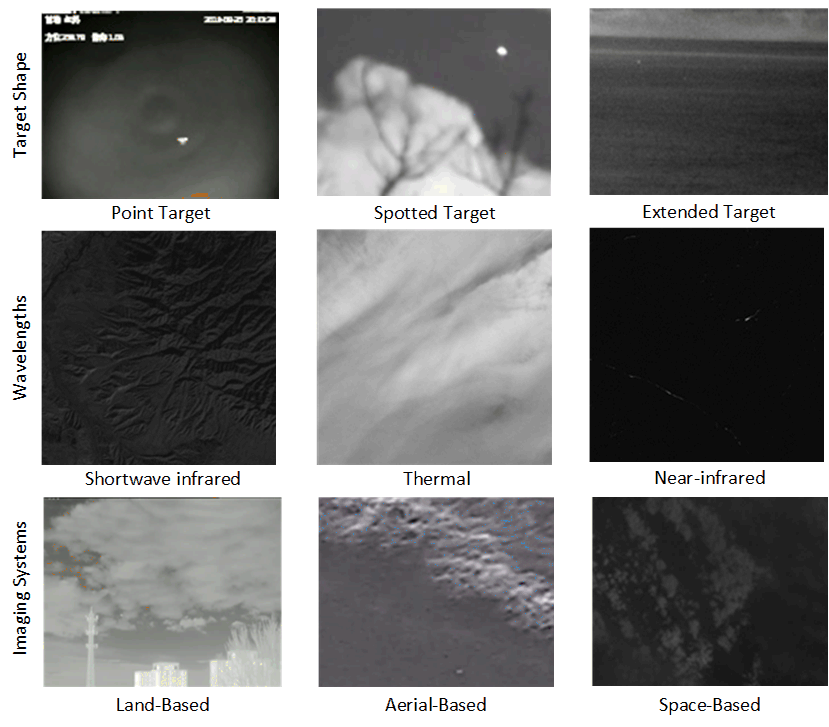 Target Shape
Point Target
Spotted Target
Extended Target
Wavelengths
Shortwave infrared
Thermal
Near-infrared
Imaging Systems
Land-Based
Aerial-Based
Space-Based